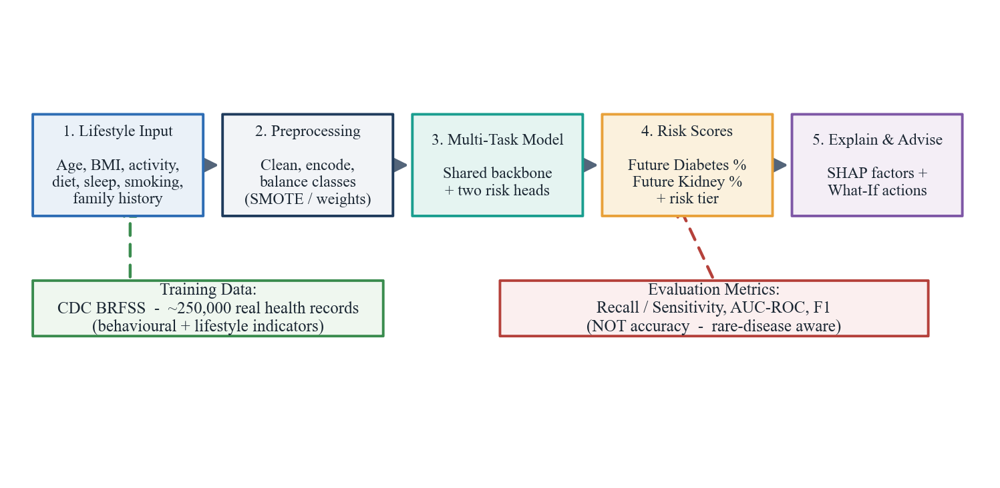 1. Lifestyle Input
Age, BMI, activity,
diet, sleep, smoking,
family history
2. Preprocessing
Clean, encode,
balance classes
(SMOTE / weights)
3. Multi-Task Model
Shared backbone
+ two risk heads
4. Risk Scores
Future Diabetes %
Future Kidney %
+ risk tier
5. Explain & Advise
SHAP factors +
What-If actions
Training Data:
CDC BRFSS - ~250,000 real health records
(behavioural + lifestyle indicators)
Evaluation Metrics:
Recall / Sensitivity, AUC-ROC, F1
(NOT accuracy - rare-disease aware)